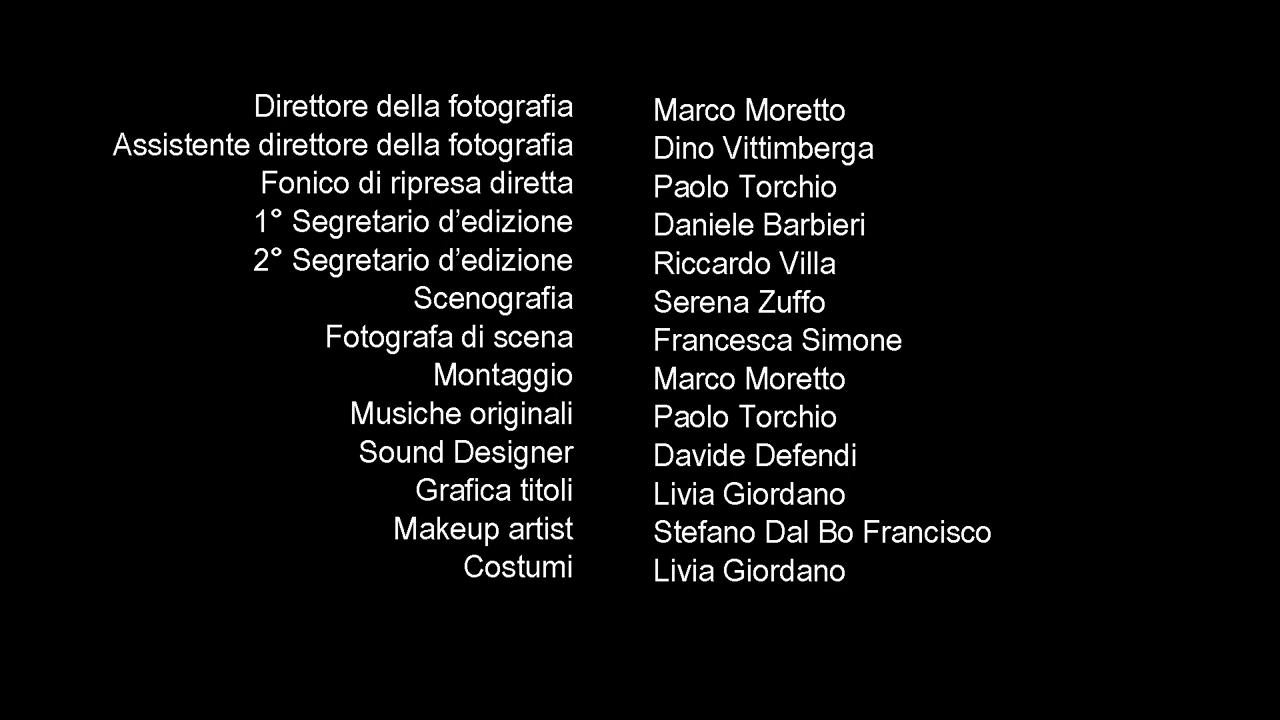 Direttore della fotografia Marco Moretto
Assistente direttore della fotografia Dino Vittimberga
Fonico di ripresa diretta Paolo Torchio
1° Segretario d’edizione Daniele Barbieri
2° Segretario d’edizione Riccardo Villa
Scenografia Serena Zuffo
Fotografa di scena Francesca Simone
Montaggio Marco Moretto
Musiche originali Paolo Torchio
Sound Designer Davide Defendi
Grafica titoli Livia Giordano
Makeup artist Stefano Dal Bo Francisco
Costumi Livia Giordano